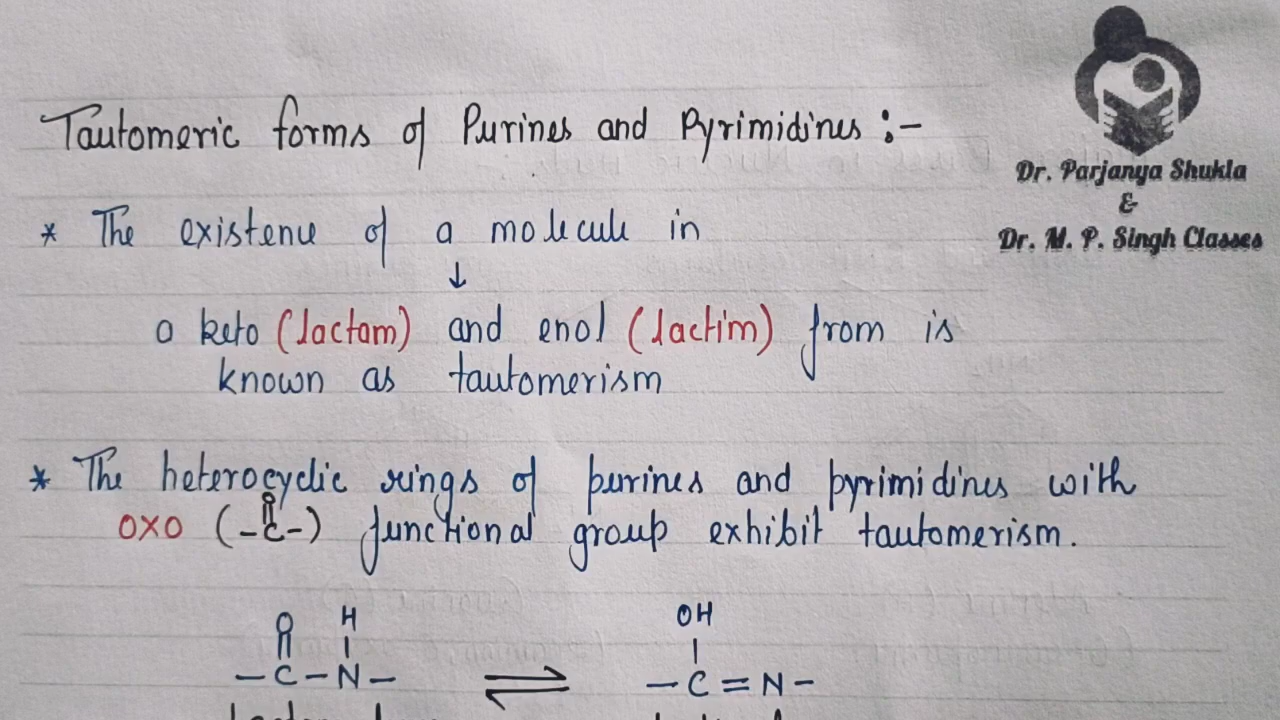 Tautomeric forms of Purines and Pyrimidines :-
Dr. Parjanya Shukla
&
Dr. M. P. Singh Classes
* The existence of a molecule in
↓
a keto (lactam) and enol (lactim) from is
known as tautomerism
* The heterocyclic rings of purines and pyrimidines with
O
oxo (-C-) functional group exhibit tautomerism.
O H OH
-C-N- ⇌ -C=N-